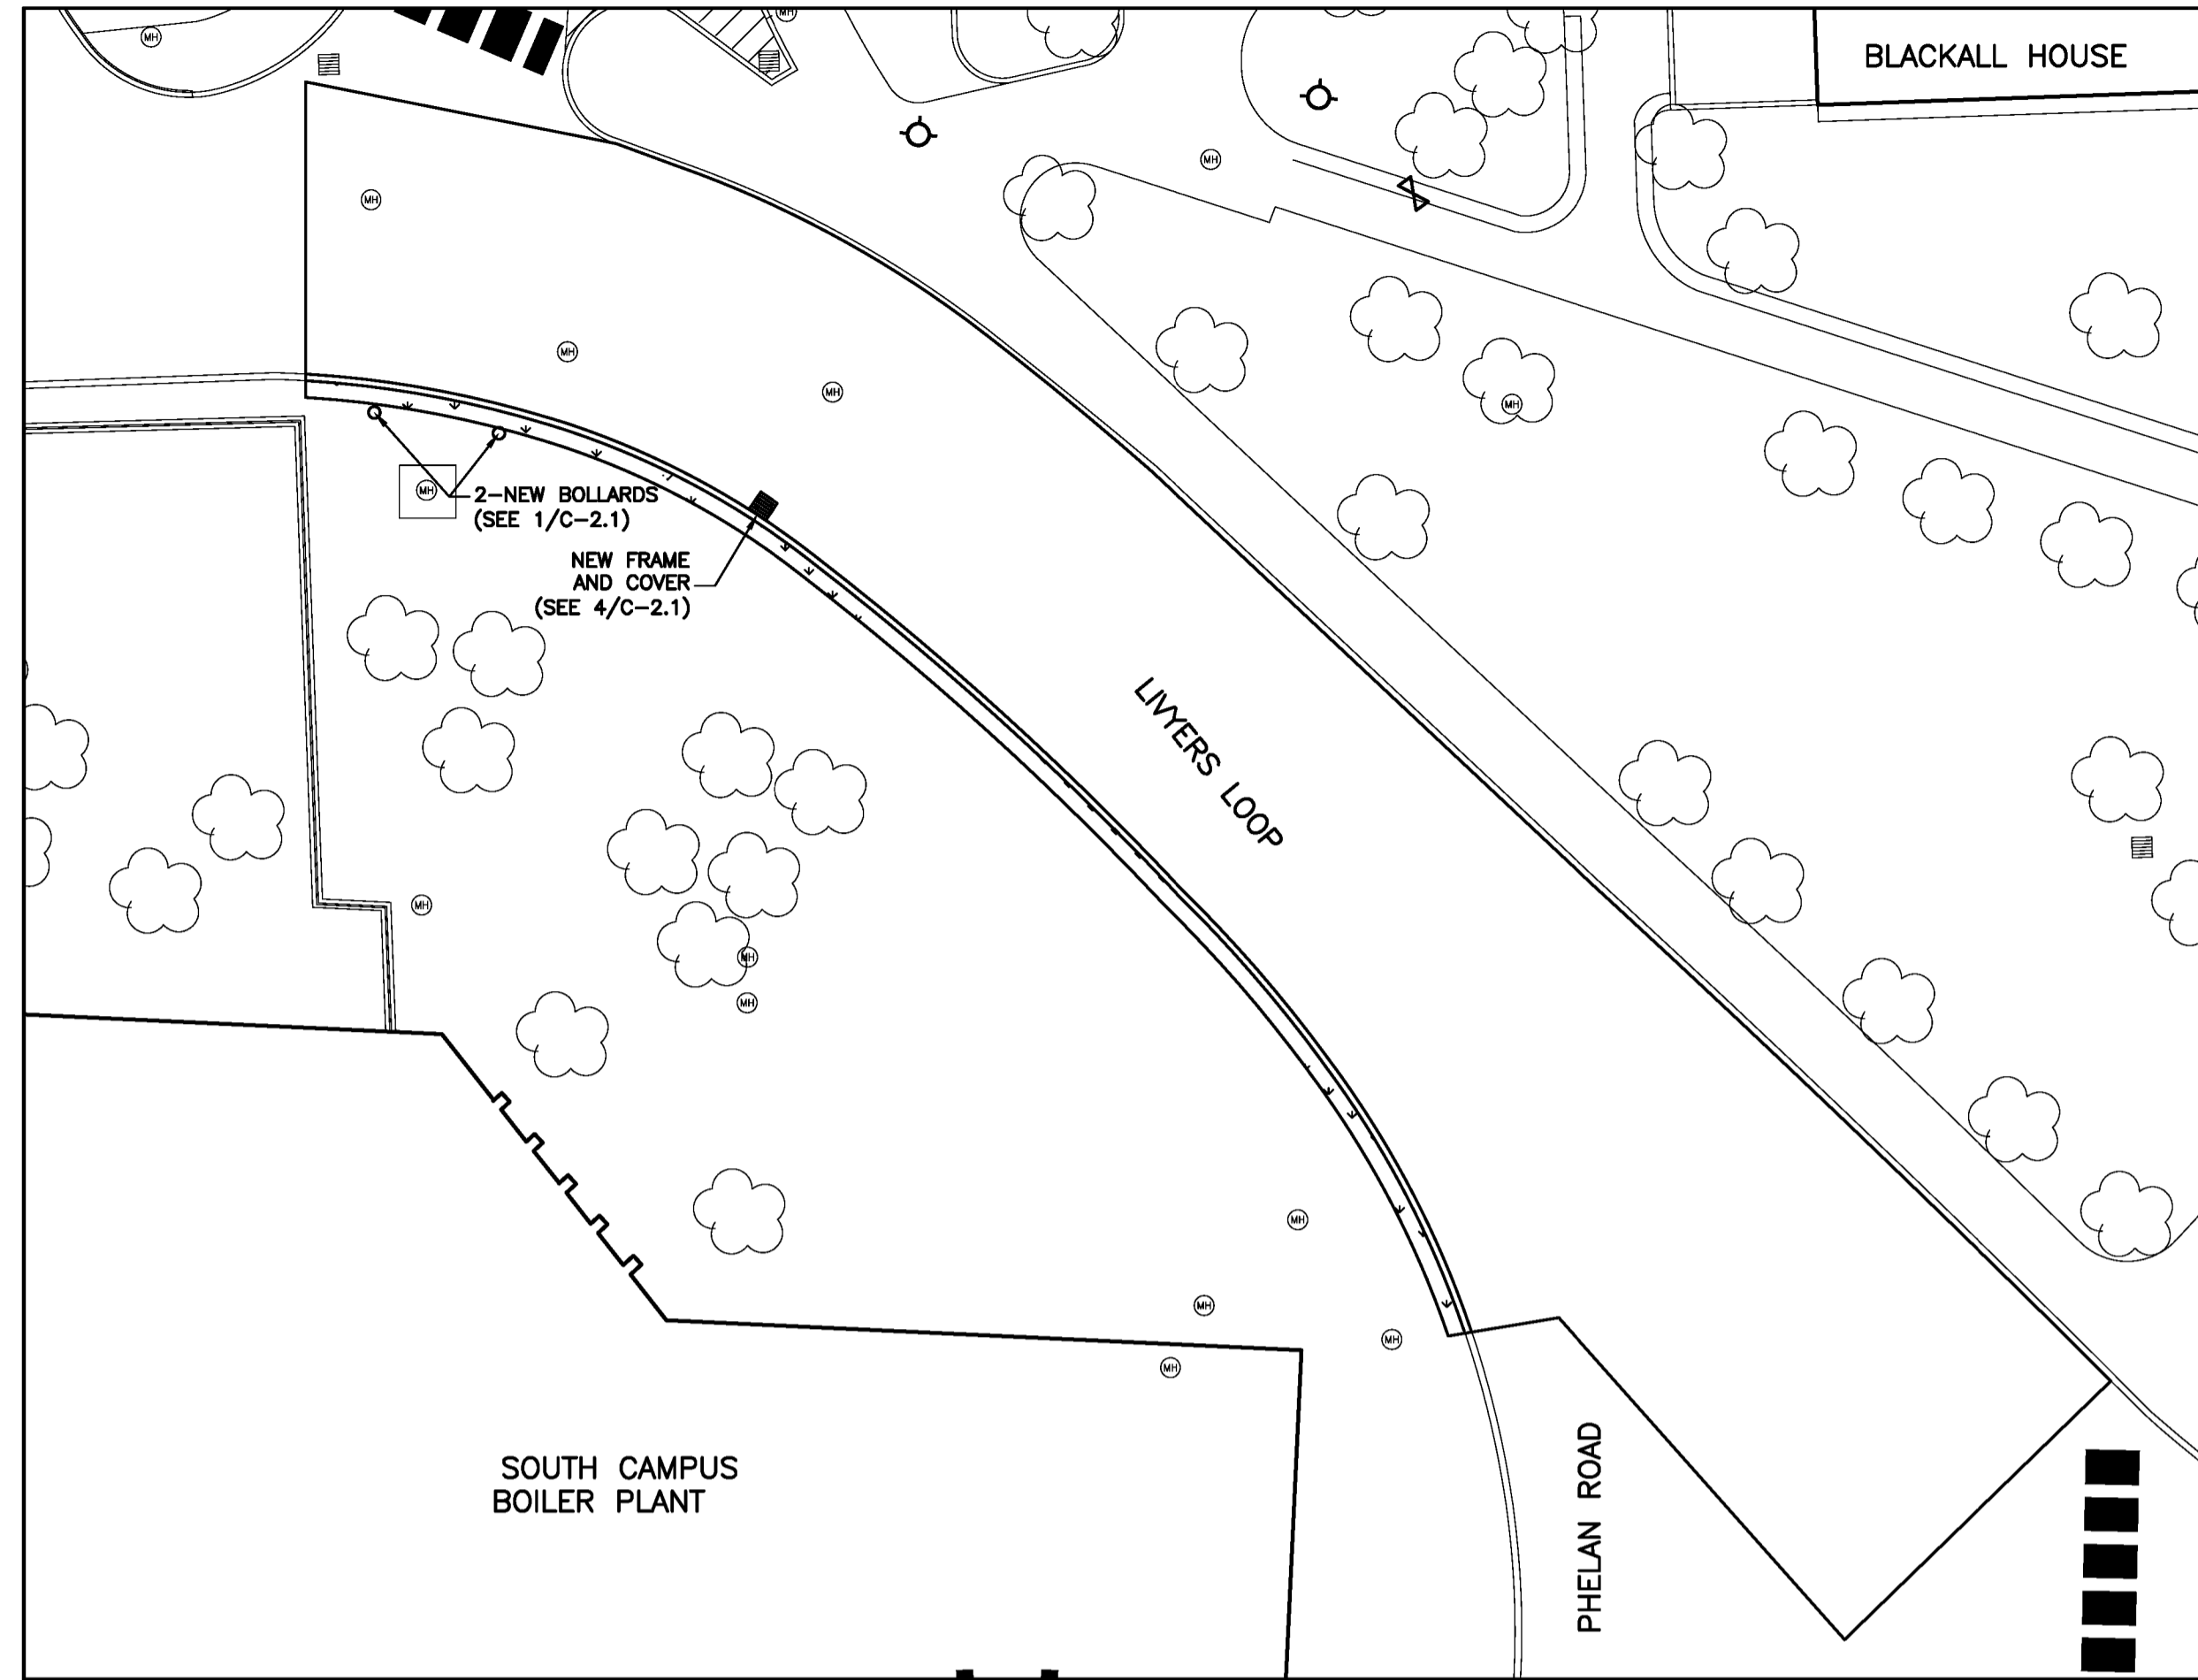 MH
MH
BLACKALL HOUSE
MH
MH
MH
MH
MH
MH
2-NEW BOLLARDS
(SEE 1/C-2.1)
NEW FRAME
AND COVER
(SEE 4/C-2.1)
LIVYERS LOOP
MH
MH
MH
MH
MH
MH
MH
SOUTH CAMPUS
BOILER PLANT
PHELAN ROAD